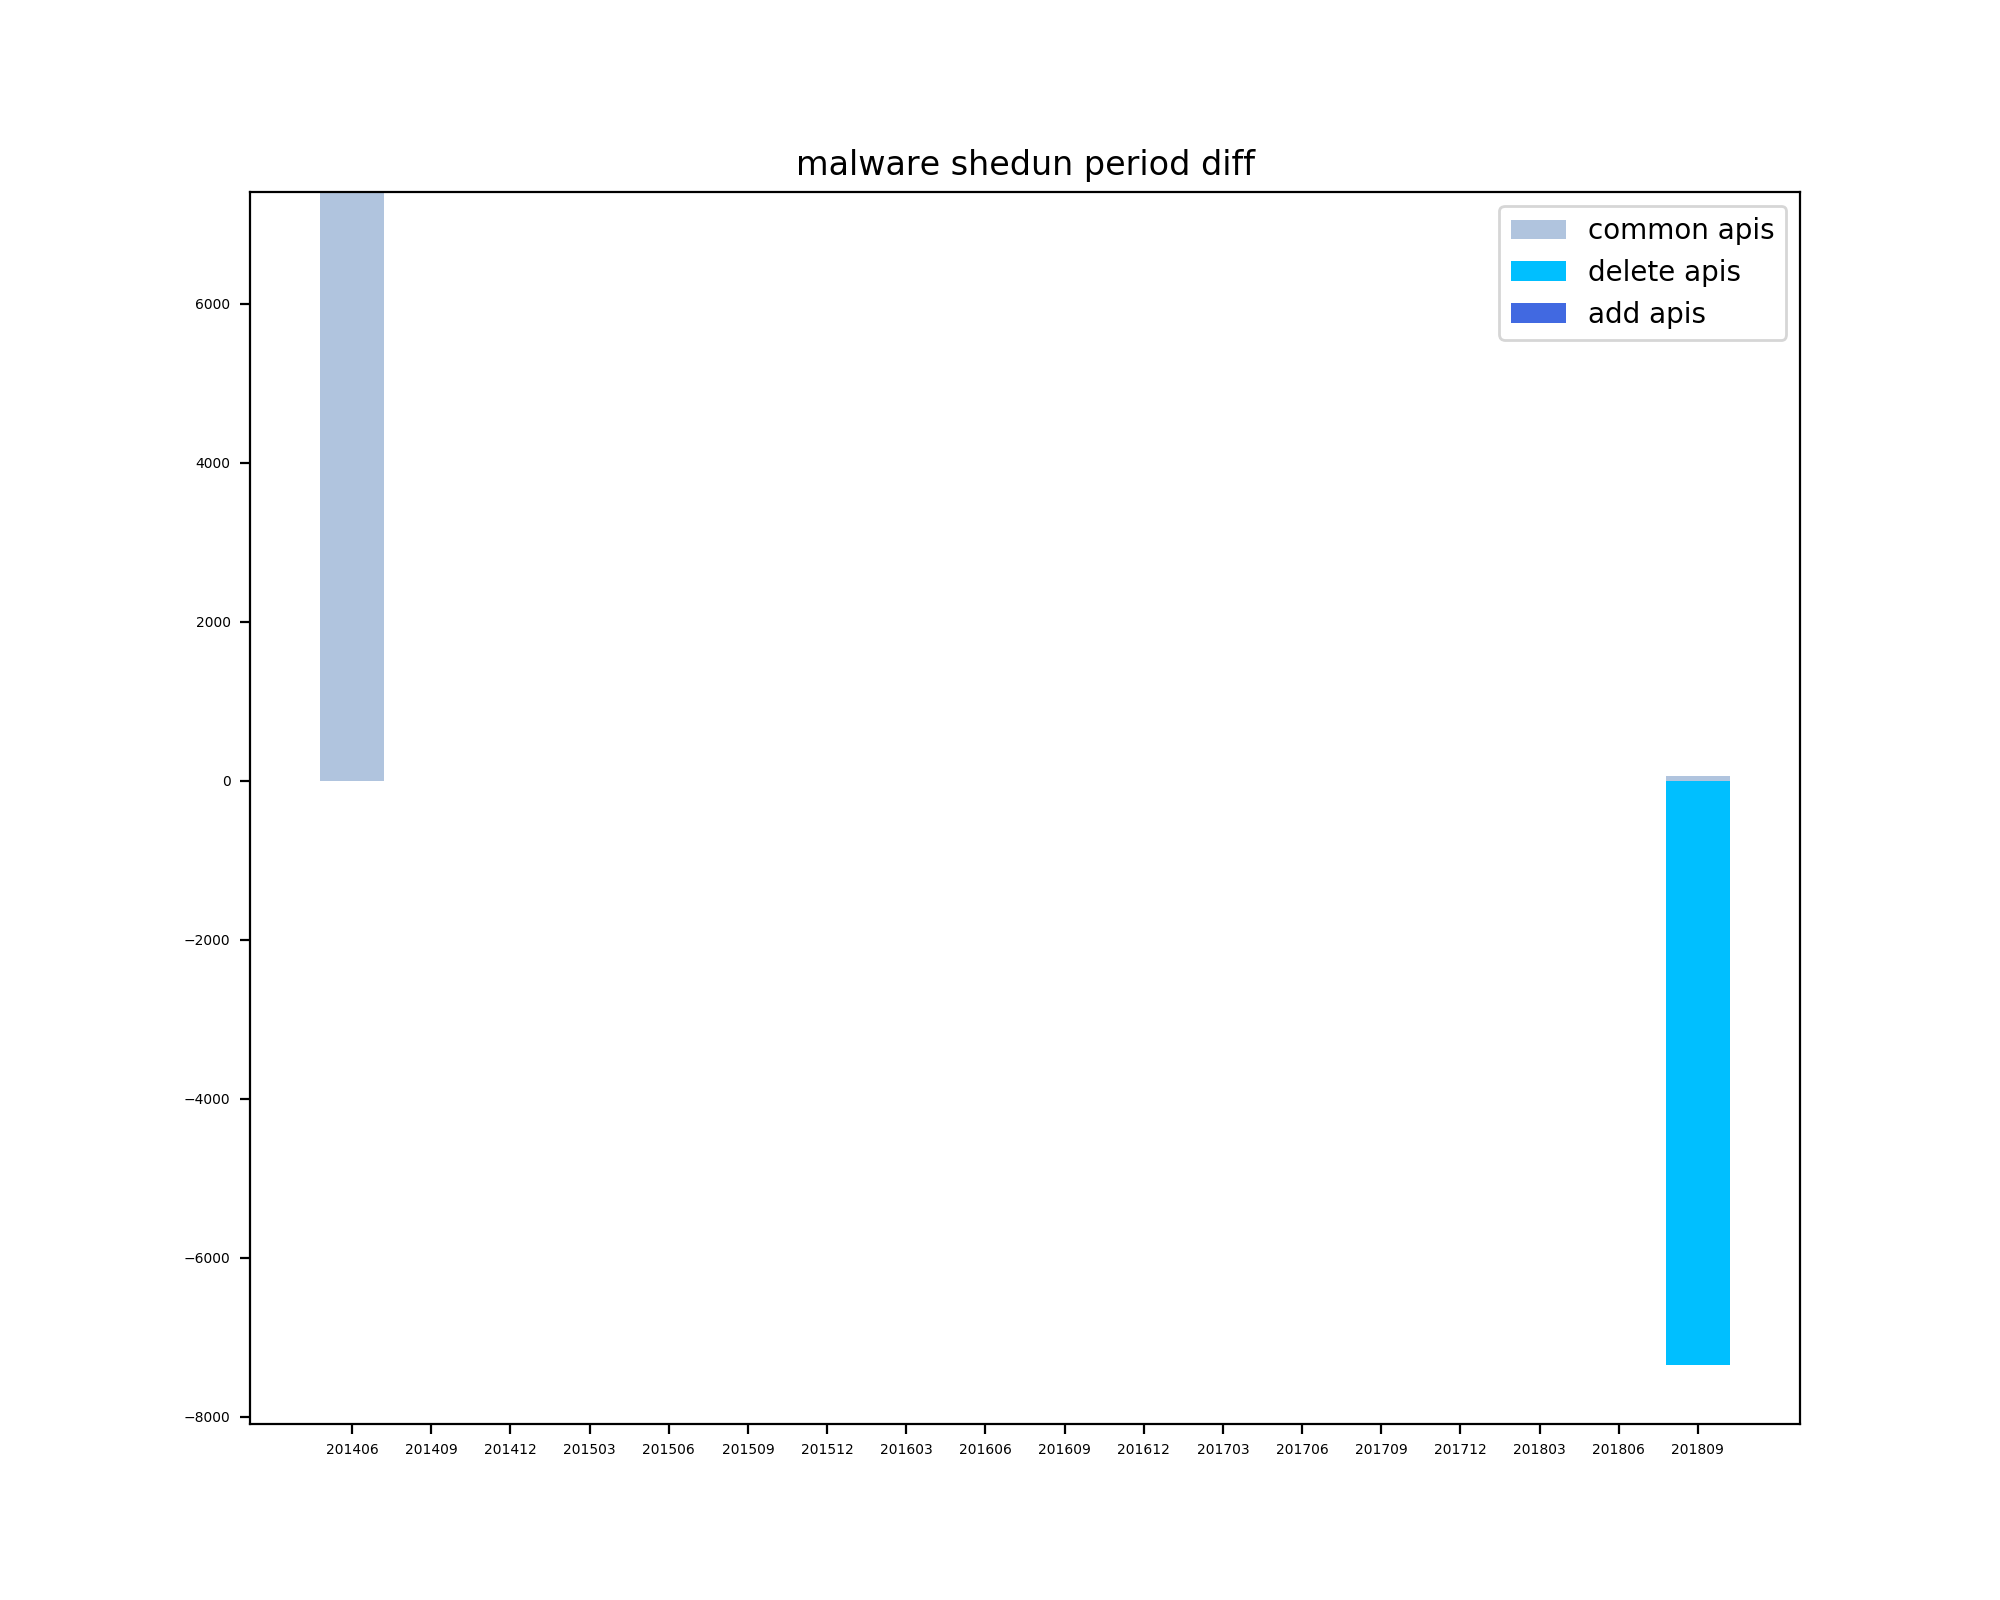 malware shedun period diff
common apis
delete apis
add apis
6000
4000
2000
0
−2000
−4000
−6000
−8000
201406 201409 201412 201503 201506 201509 201512 201603 201606 201609 201612 201703 201706 201709 201712 201803 201806 201809